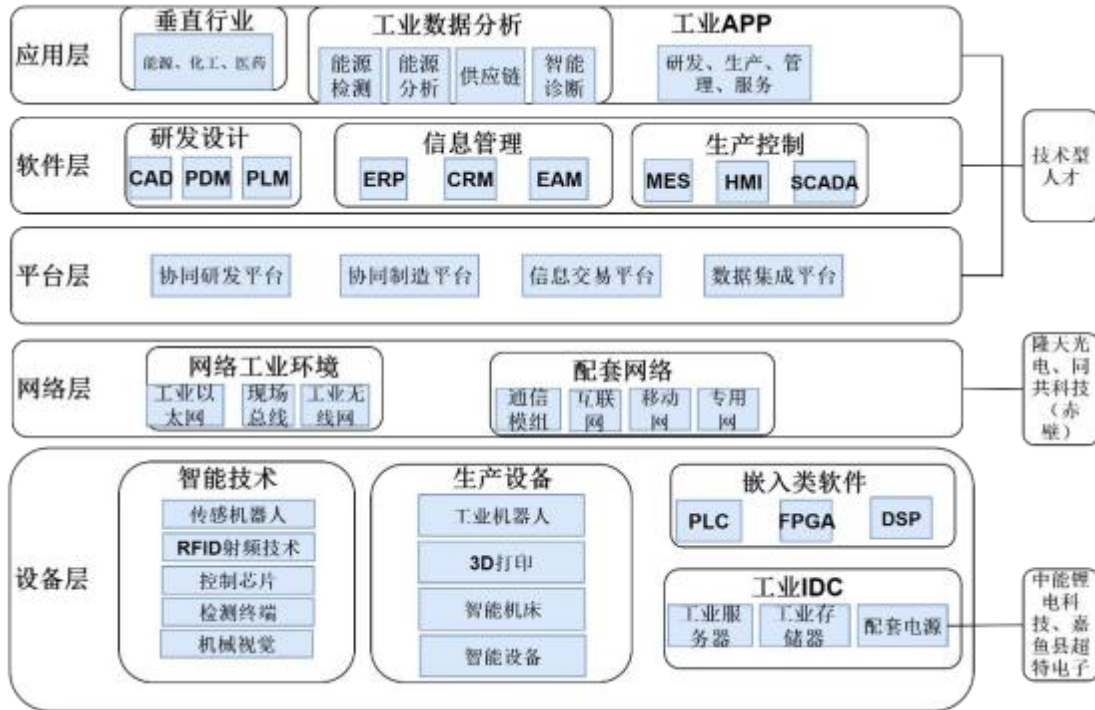 应用层
垂直行业
能源、化工、医药
工业数据分析
能源
检测
能源
分析
供应链
智能
诊断
工业APP
研发、生产、管
理、服务
软件层
研发设计
CAD
PDM
PLM
信息管理
ERP
CRM
EAM
生产控制
MES
HMI
SCADA
技术型
人才
平台层
协同研发平台
协同制造平台
信息交易平台
数据集成平台
网络层
网络工业环境
工业以
太网
现场
总线
工业无
线网
配套网络
通信
模组
互联
网
移动
网
专用
网
隆大光
电、同
共科技
（赤
壁）
设备层
智能技术
传感机器人
RFID射频技术
控制芯片
检测终端
机械视觉
生产设备
工业机器人
3D打印
智能机床
智能设备
嵌入类软件
PLC
FPGA
DSP
工业IDC
工业服
务器
工业存
储器
配套电源
中能锂
电科
技、嘉
鱼县超
特电子